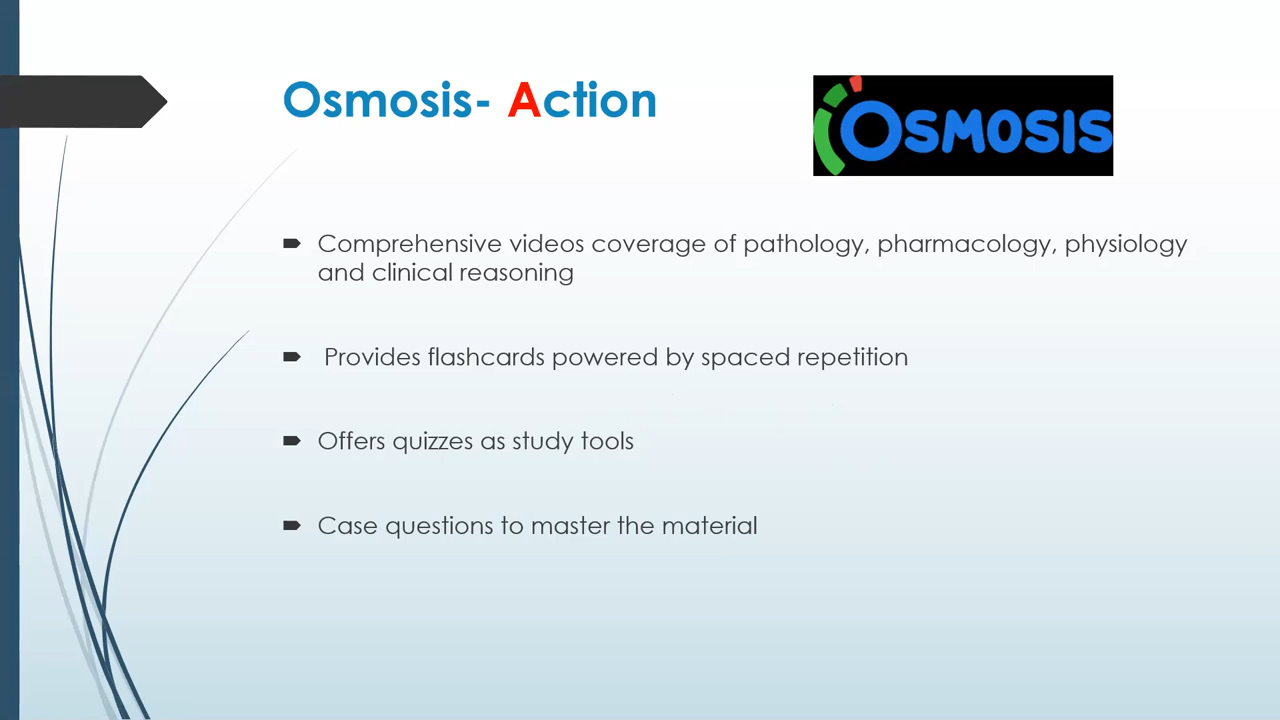 Osmosis- Action
OSMOSIS
Comprehensive videos coverage of pathology, pharmacology, physiology
and clinical reasoning
Provides flashcards powered by spaced repetition
Offers quizzes as study tools
Case questions to master the material